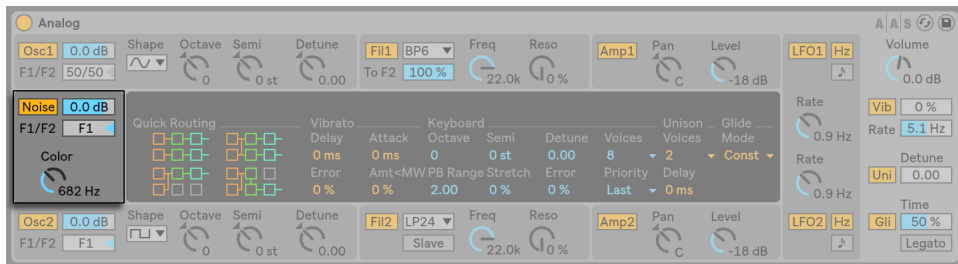 Analog AAS
Osc1 0.0 dB Shape Octave Semi Detune Fil1 BP6 Freq Reso Amp1 Pan Level LFO1 Hz Volume
F1/F2 50/50 0 0 st 0.00 To F2 100 % 22.0k 0 % C -18 dB 0.0 dB
Noise 0.0 dB Rate Vib 0 %
F1/F2 F1 Quick Routing Vibrato Keyboard Unison Glide 0.9 Hz Rate 5.1 Hz
Delay Attack Octave Semi Detune Voices Voices Mode
Color 0 ms 0 ms 0 0 st 0.00 8 2 Const Rate Detune
682 Hz Error Amt<MW PB Range Stretch Error Priority Delay 0.9 Hz Uni 0.00
0 % 0 % 2.00 0 % 0 % Last 0 ms
Osc2 0.0 dB Shape Octave Semi Detune Fil2 LP24 Freq Reso Amp2 Pan Level LFO2 Hz Time
Gli 50 %
F1/F2 F1 0 0 st 0.00 Slave 22.0k 0 % C -18 dB Legato